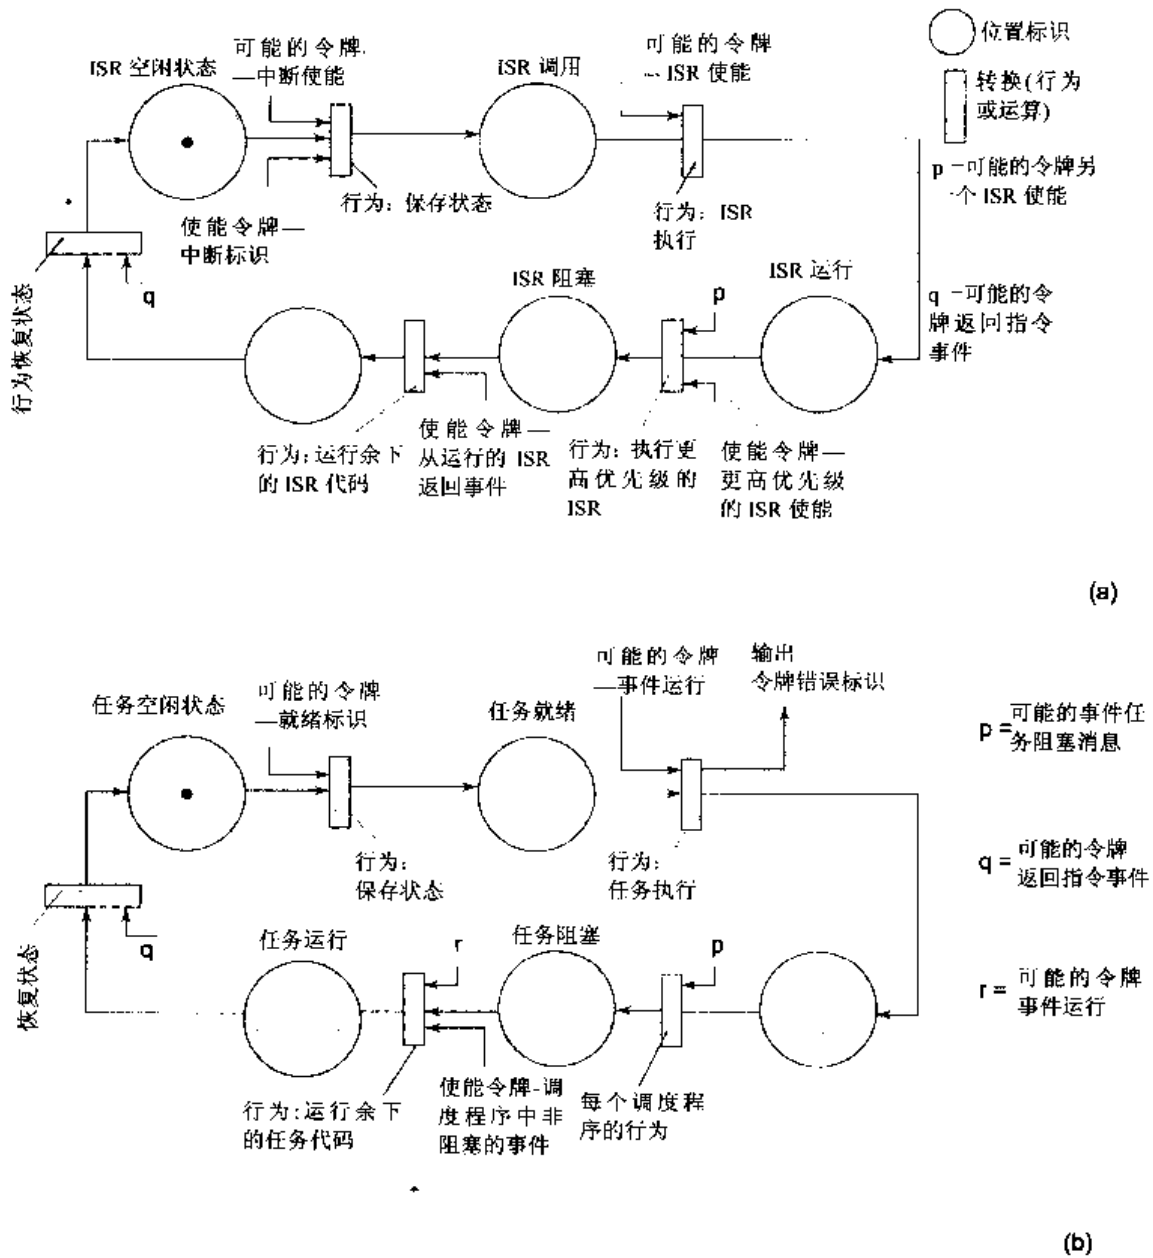 位置标识
可能的令牌
—中断使能
可能的令牌
—ISR 使能
ISR 空闲状态
ISR 调用
转换(行为
或运算)
p —可能的令牌另
一个 ISR 使能
行为：保存状态
使能令牌—
中断标识
行为：ISR
执行
q
行为恢复状态
ISR 阻塞
ISR 运行
p
q —可能的令
牌返回指令
事件
行为:运行余下
的 ISR 代码
使能令牌—
从运行的 ISR
返回事件
行为：执行更
高优先级的
ISR
使能令牌—
更高优先级
的 ISR 使能
(a)
可能的令牌
—事件运行
输出
令牌错误标识
任务空闲状态
可能的令牌
—就绪标识
任务就绪
p = 可能的事件任
务阻塞消息
行为：
保存状态
行为：
任务执行
q = 可能的令牌
返回指令事件
q
恢复状态
任务运行
r
任务阻塞
p
r = 可能的令牌
事件运行
行为:运行余下
的任务代码
使能令牌-调
度程序中非
阻塞的事件
每个调度程
序的行为
(b)